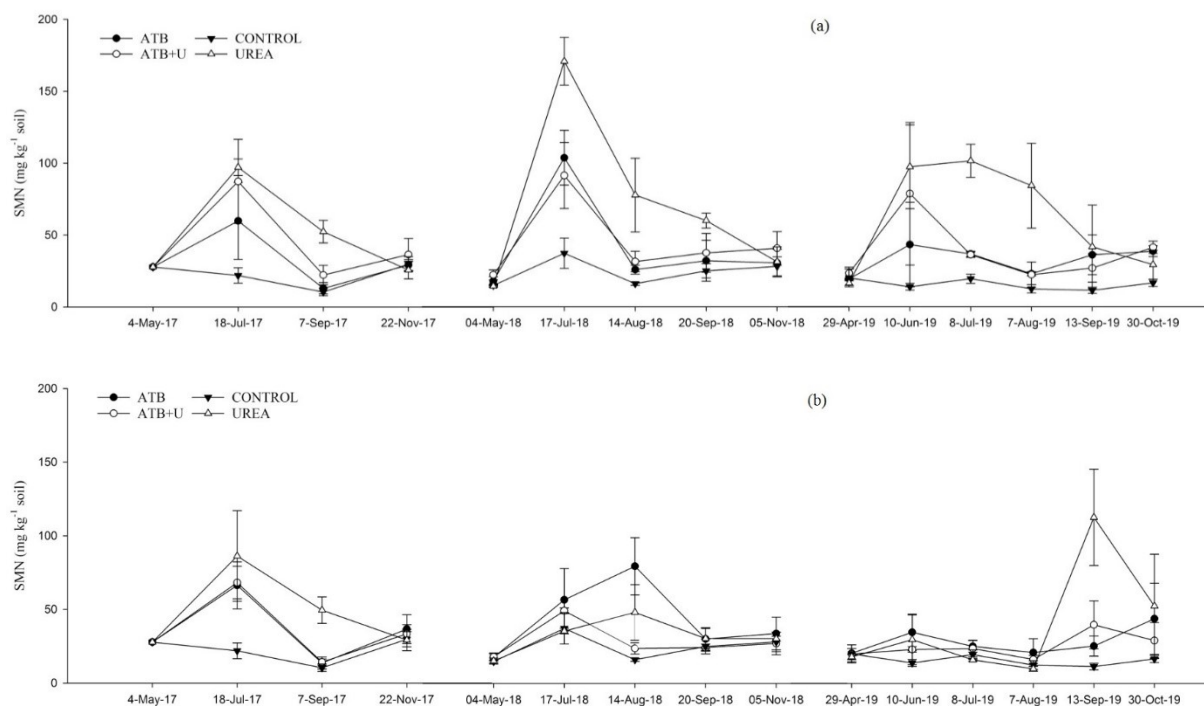 (a)
200
150
100
50
0
SMN (mg kg⁻¹ soil)
ATB CONTROL
ATB+U UREA
4-May-17 18-Jul-17 7-Sep-17 22-Nov-17 04-May-18 17-Jul-18 14-Aug-18 20-Sep-18 05-Nov-18 29-Apr-19 10-Jun-19 8-Jul-19 7-Aug-19 13-Sep-19 30-Oct-19
(b)
200
150
100
50
0
SMN (mg kg⁻¹ soil)
ATB CONTROL
ATB+U UREA
4-May-17 18-Jul-17 7-Sep-17 22-Nov-17 04-May-18 17-Jul-18 14-Aug-18 20-Sep-18 05-Nov-18 29-Apr-19 10-Jun-19 8-Jul-19 7-Aug-19 13-Sep-19 30-Oct-19